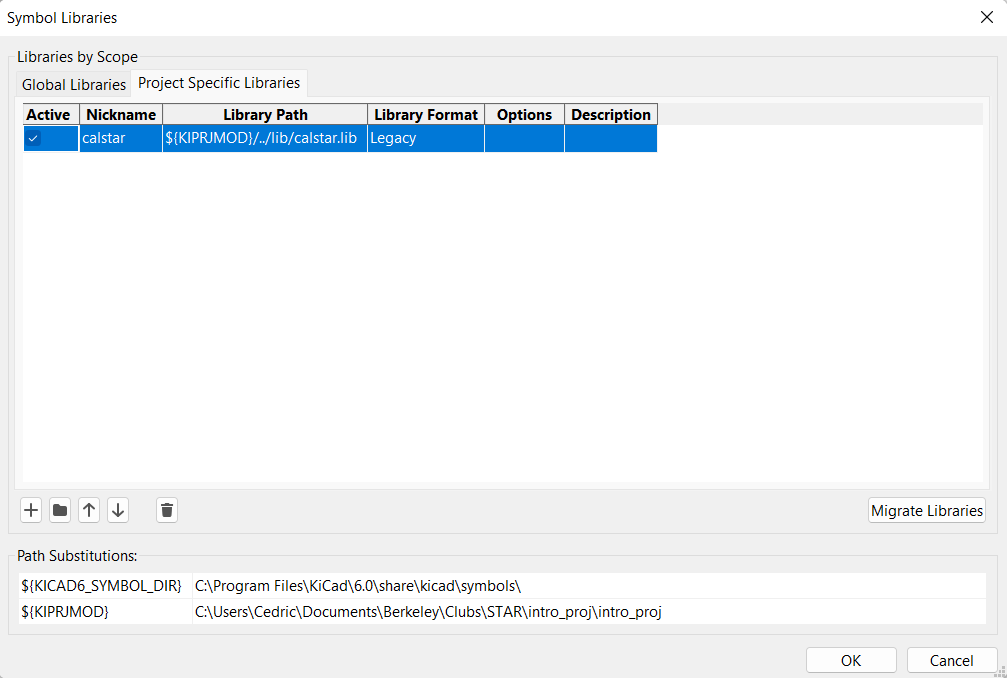 Symbol Libraries
Libraries by Scope
Global Libraries Project Specific Libraries
Active Nickname Library Path Library Format Options Description
calstar ${KIPRJMOD}/../lib/calstar.lib Legacy
Migrate Libraries
Path Substitutions:
${KICAD6_SYMBOL_DIR} C:\Program Files\KiCad\6.0\share\kicad\symbols\
${KIPRJMOD} C:\Users\Cedric\Documents\Berkeley\Clubs\STAR\intro_proj\intro_proj
OK Cancel